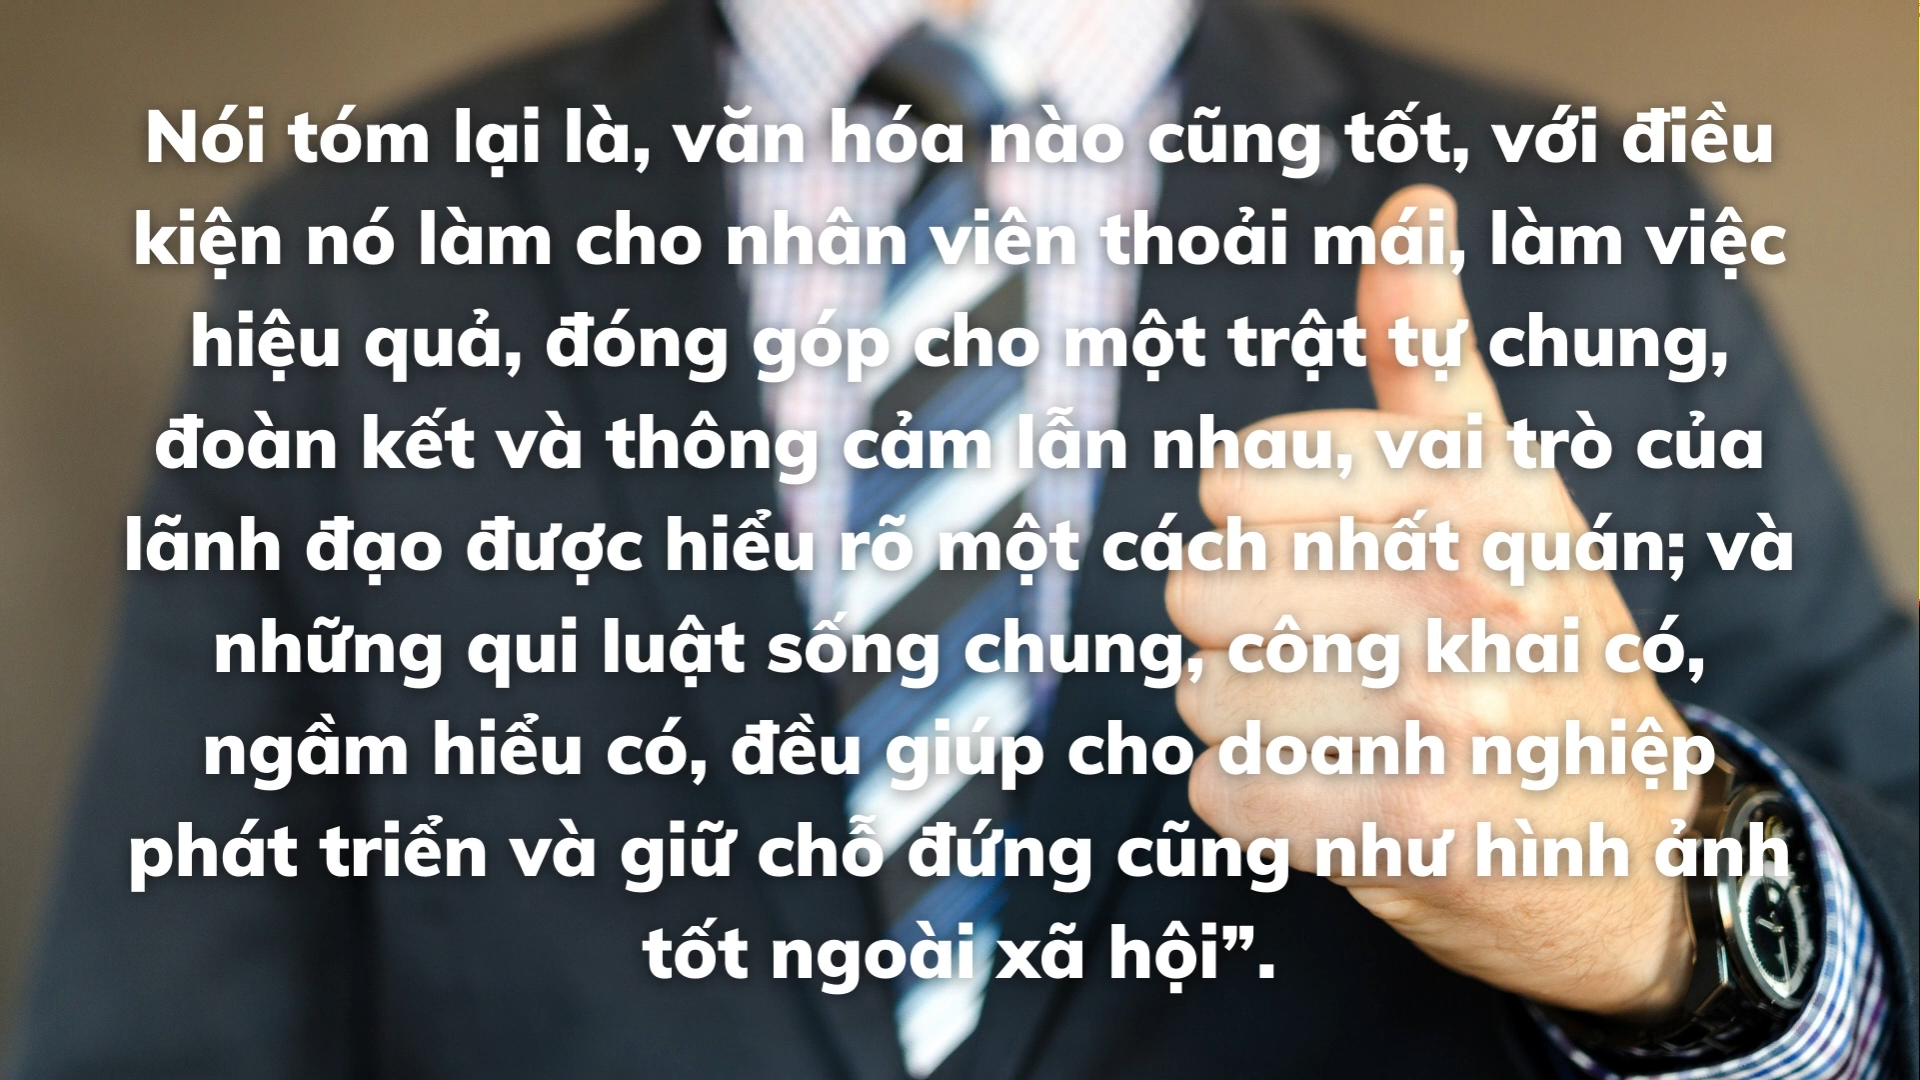 Nói tóm lại là, văn hóa nào cũng tốt, với điều
kiện nó làm cho nhân viên thoải mái, làm việc
hiệu quả, đóng góp cho một trật tự chung,
đoàn kết và thông cảm lẫn nhau, vai trò của
lãnh đạo được hiểu rõ một cách nhất quán; và
những qui luật sống chung, công khai có,
ngầm hiểu có, đều giúp cho doanh nghiệp
phát triển và giữ chỗ đứng cũng như hình ảnh
tốt ngoài xã hội”.